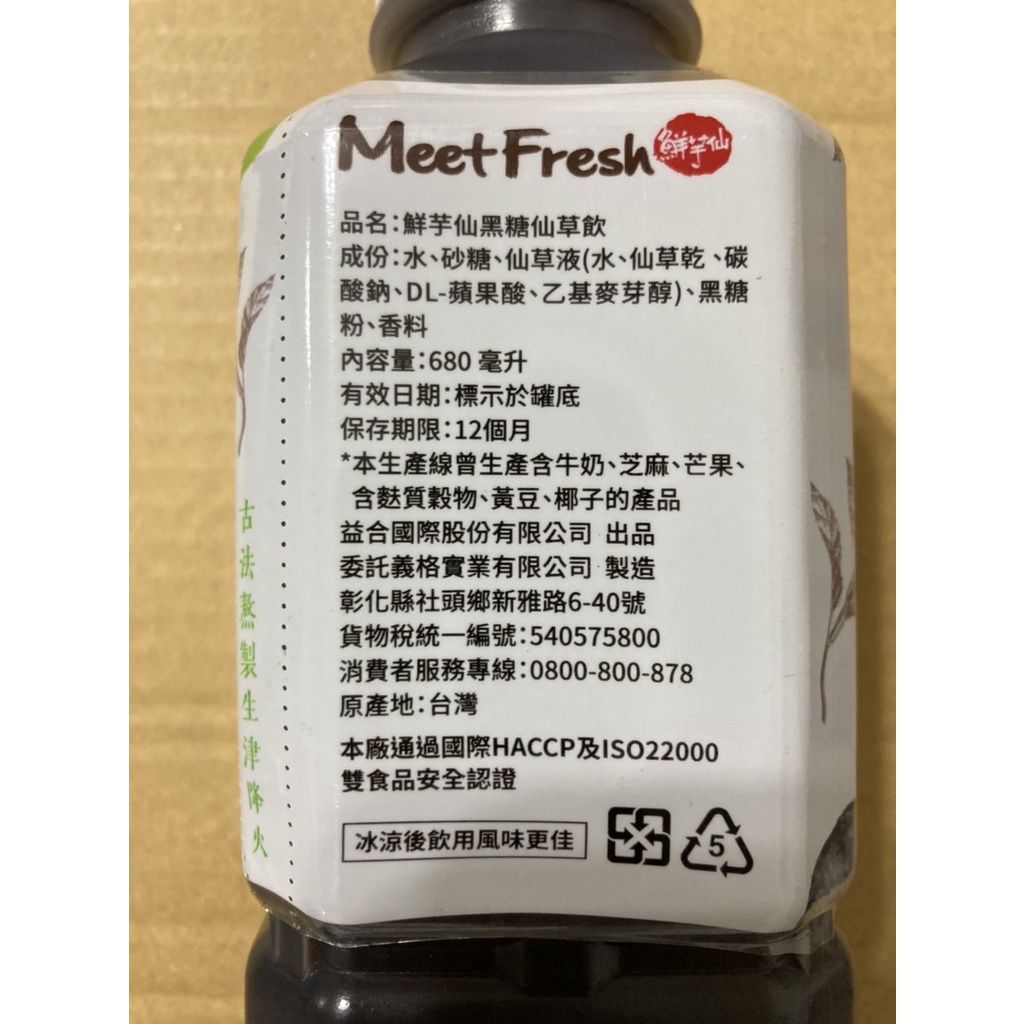 MeetFresh 鮮芋仙
品名:鮮芋仙黑糖仙草飲
成份:水、砂糖、仙草液(水、仙草乾、碳
酸鈉、DL-蘋果酸、乙基麥芽醇)、黑糖
粉、香料
內容量:680 毫升
有效日期:標示於罐底
保存期限:12個月
*本生產線曾生產含牛奶、芝麻、芒果、
含麩質穀物、黃豆、椰子的產品
益合國際股份有限公司 出品
委託義格實業有限公司 製造
彰化縣社頭鄉新雅路6-40號
貨物稅統一編號:540575800
消費者服務專線:0800-800-878
原產地:台灣
本廠通過國際HACCP及ISO22000
雙食品安全認證
冰涼後飲用風味更佳
5
古法熬製生津降火